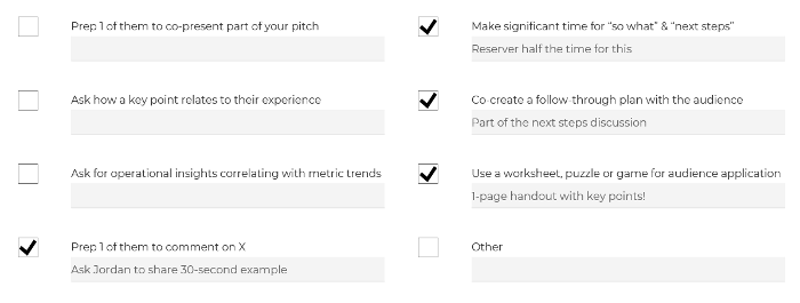 Prep 1 of them to co-present part of your pitch
Ask how a key point relates to their experience
Ask for operational insights correlating with metric trends
Prep 1 of them to comment on X
Ask Jordan to share 30-second example
Make significant time for “so what” & “next steps”
Reserver half the time for this
Co-create a follow-through plan with the audience
Part of the next steps discussion
Use a worksheet, puzzle or game for audience application
1-page handout with key points!
Other